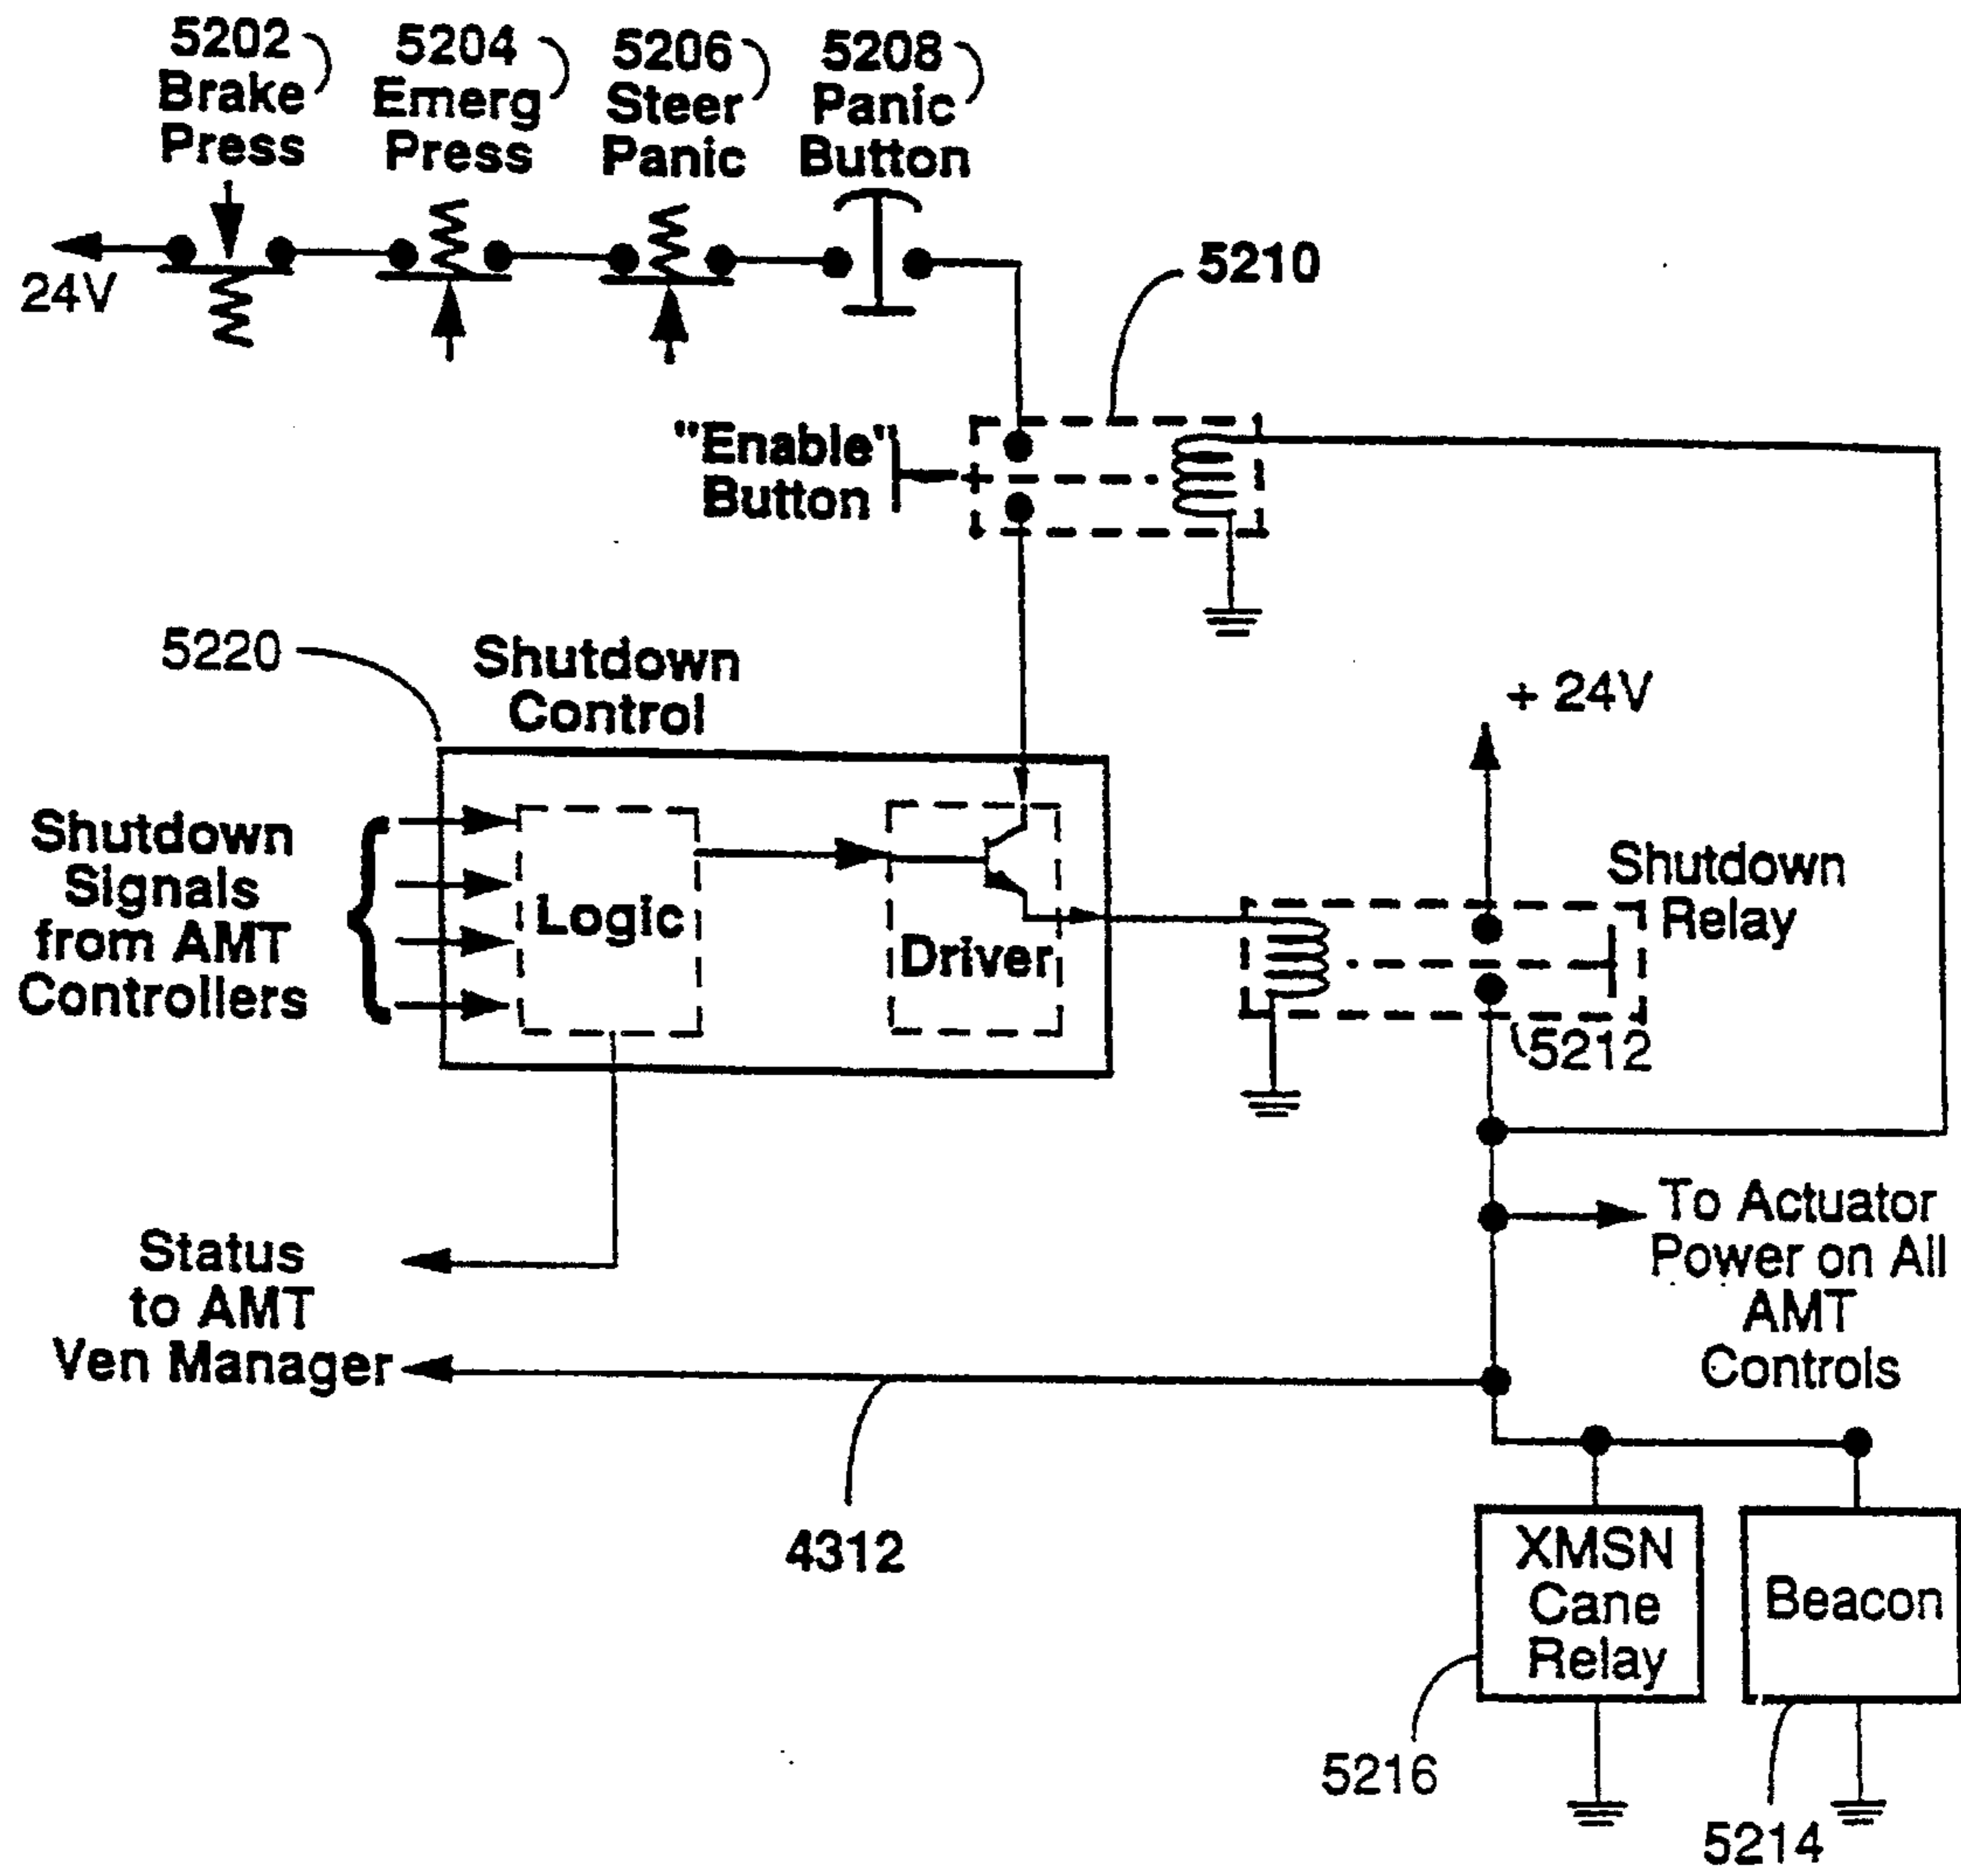 5202
Brake
Press
5204
Emerg
Press
5206
Steer
Panic
5208
Panic
Button
24V
5210
"Enable"
Button
5220
Shutdown
Control
+ 24V
Shutdown
Signals
from AMT
Controllers
Logic
Driver
Shutdown
Relay
5212
To Actuator
Power on All
AMT
Controls
Status
to AMT
Ven Manager
4312
XMSN
Cane
Relay
Beacon
5216
5214